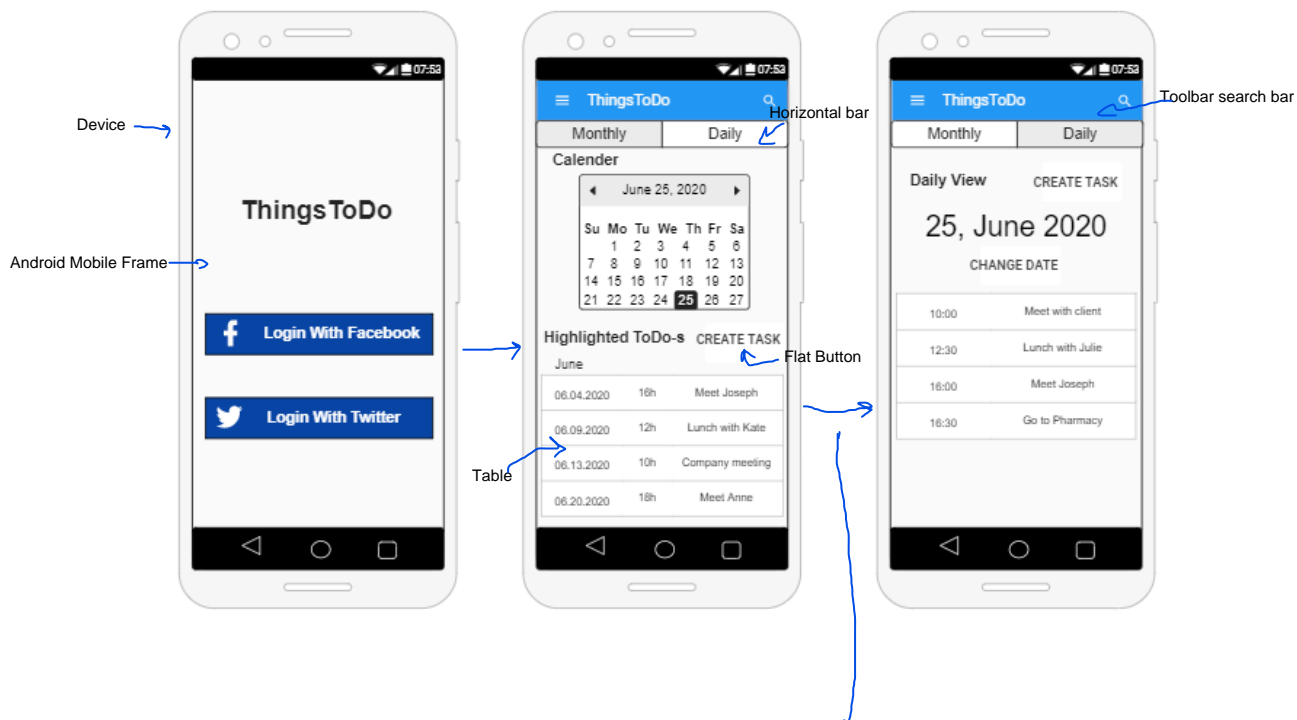 Device
Android Mobile Frame
07:53
ThingsToDo
Login With Facebook
Login With Twitter
07:53
ThingsToDo
Horizontal bar
Monthly Daily
Calender
June 25, 2020
Su Mo Tu We Th Fr Sa
1 2 3 4 5 6
7 8 9 10 11 12 13
14 15 16 17 18 19 20
21 22 23 24 25 26 27
Highlighted ToDo-s CREATE TASK
Flat Button
June
06.04.2020 16h Meet Joseph
06.09.2020 12h Lunch with Kate
06.13.2020 10h Company meeting
06.20.2020 18h Meet Anne
Table
07:53
ThingsToDo
Toolbar search bar
Monthly Daily
Daily View CREATE TASK
25, June 2020
CHANGE DATE
10:00 Meet with client
12:30 Lunch with Julie
16:00 Meet Joseph
16:30 Go to Pharmacy